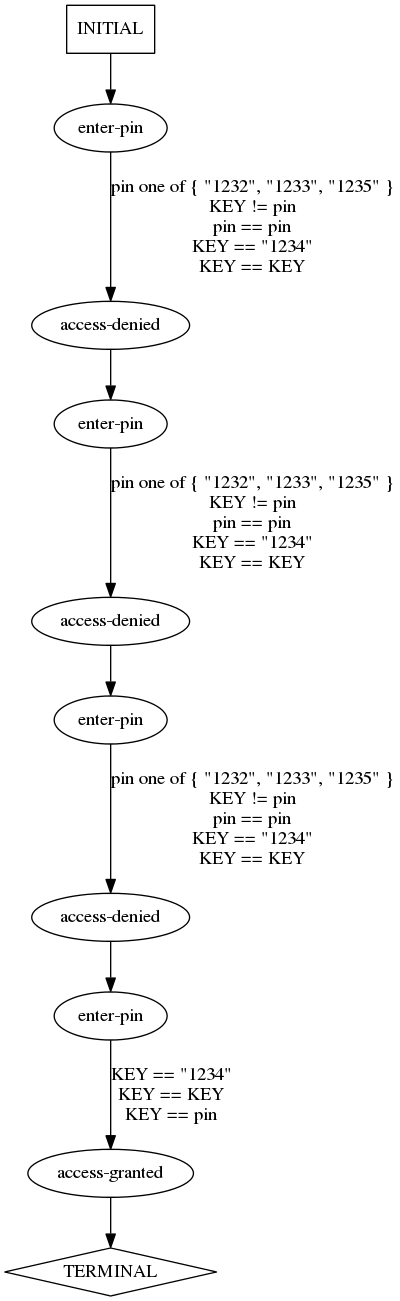 INITIAL
enter-pin
pin one of { "1232", "1233", "1235" }
KEY != pin
pin == pin
KEY == "1234"
KEY == KEY
access-denied
enter-pin
pin one of { "1232", "1233", "1235" }
KEY != pin
pin == pin
KEY == "1234"
KEY == KEY
access-denied
enter-pin
pin one of { "1232", "1233", "1235" }
KEY != pin
pin == pin
KEY == "1234"
KEY == KEY
access-denied
enter-pin
KEY == "1234"
KEY == KEY
KEY == pin
access-granted
TERMINAL